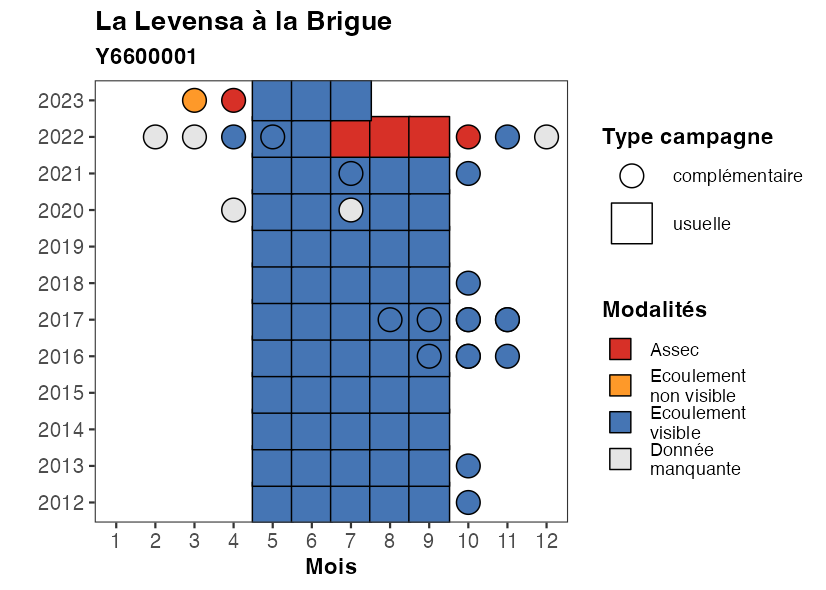 La Levensa à la Brigue
Y6600001
2023
2022
2021
2020
2019
2018
2017
2016
2015
2014
2013
2012
1 2 3 4 5 6 7 8 9 10 11 12
Mois
Type campagne
complémentaire
usuelle
Modalités
Assec
Ecoulement
non visible
Ecoulement
visible
Donnée
manquante